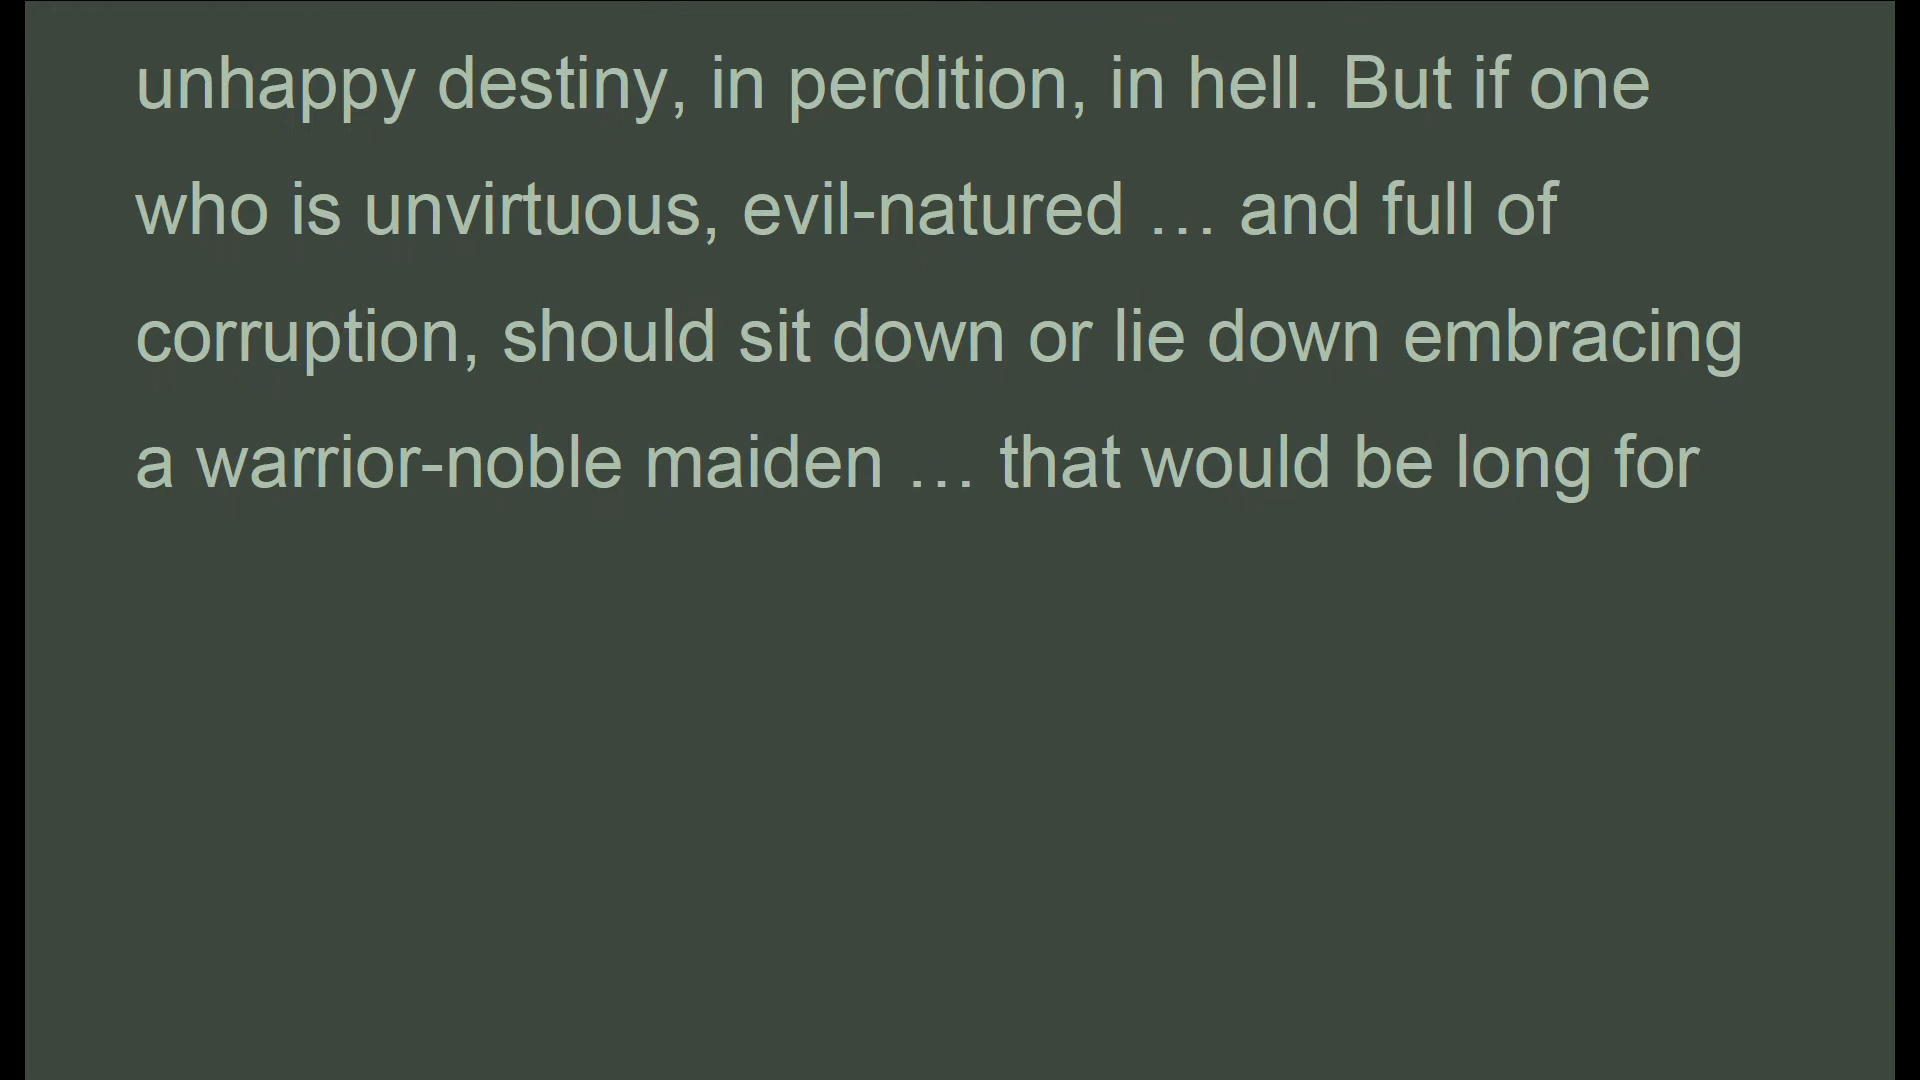 unhappy destiny, in perdition, in hell. But if one
who is unvirtuous, evil-natured … and full of
corruption, should sit down or lie down embracing
a warrior-noble maiden … that would be long for